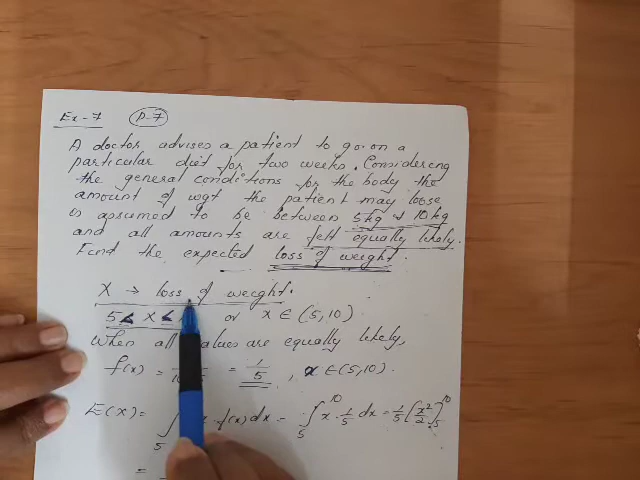 Ex-7 P-7
A doctor advises a patient to go on a
particular diet for two weeks. Considering
the general conditions for the body the
amount of wgt the patient may loose
is assumed to be between 5kg & 10kg
and all amounts are felt equally likely.
Find the expected loss of weight.
X → loss of weight.
5 < X < or x ∈ (5,10)
When all values are equally likely,
f(x) = = 1/5 , x ∈ (5,10).
E(x) = ∫ x · f(x) dx = ∫₅¹⁰ x · 1/5 dx = 1/5 [x²/2]₅¹⁰
=